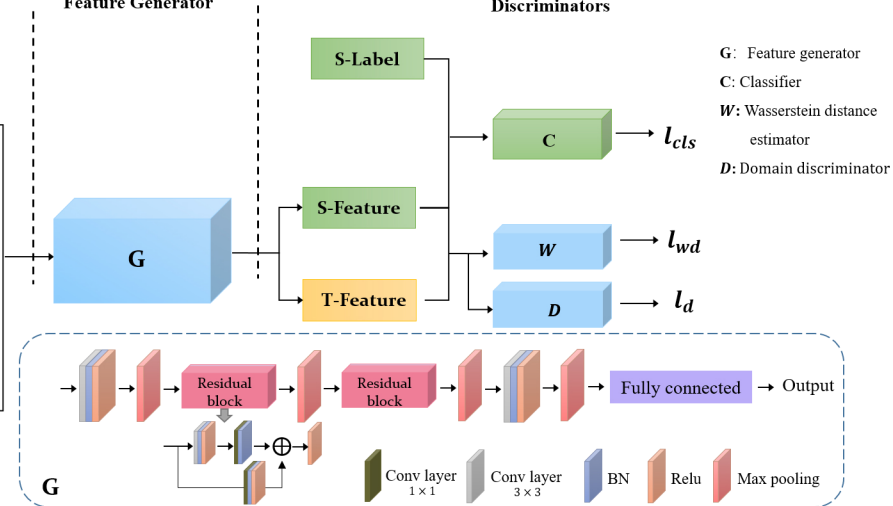 Feature Generator
Discriminators
S-Label
G: Feature generator
C: Classifier
W: Wasserstein distance
estimator
D: Domain discriminator
C
l_cls
S-Feature
G
W
l_wd
T-Feature
D
l_d
Residual
block
Residual
block
Fully connected
Output
G
Conv layer
1 × 1
Conv layer
3 × 3
BN
Relu
Max pooling